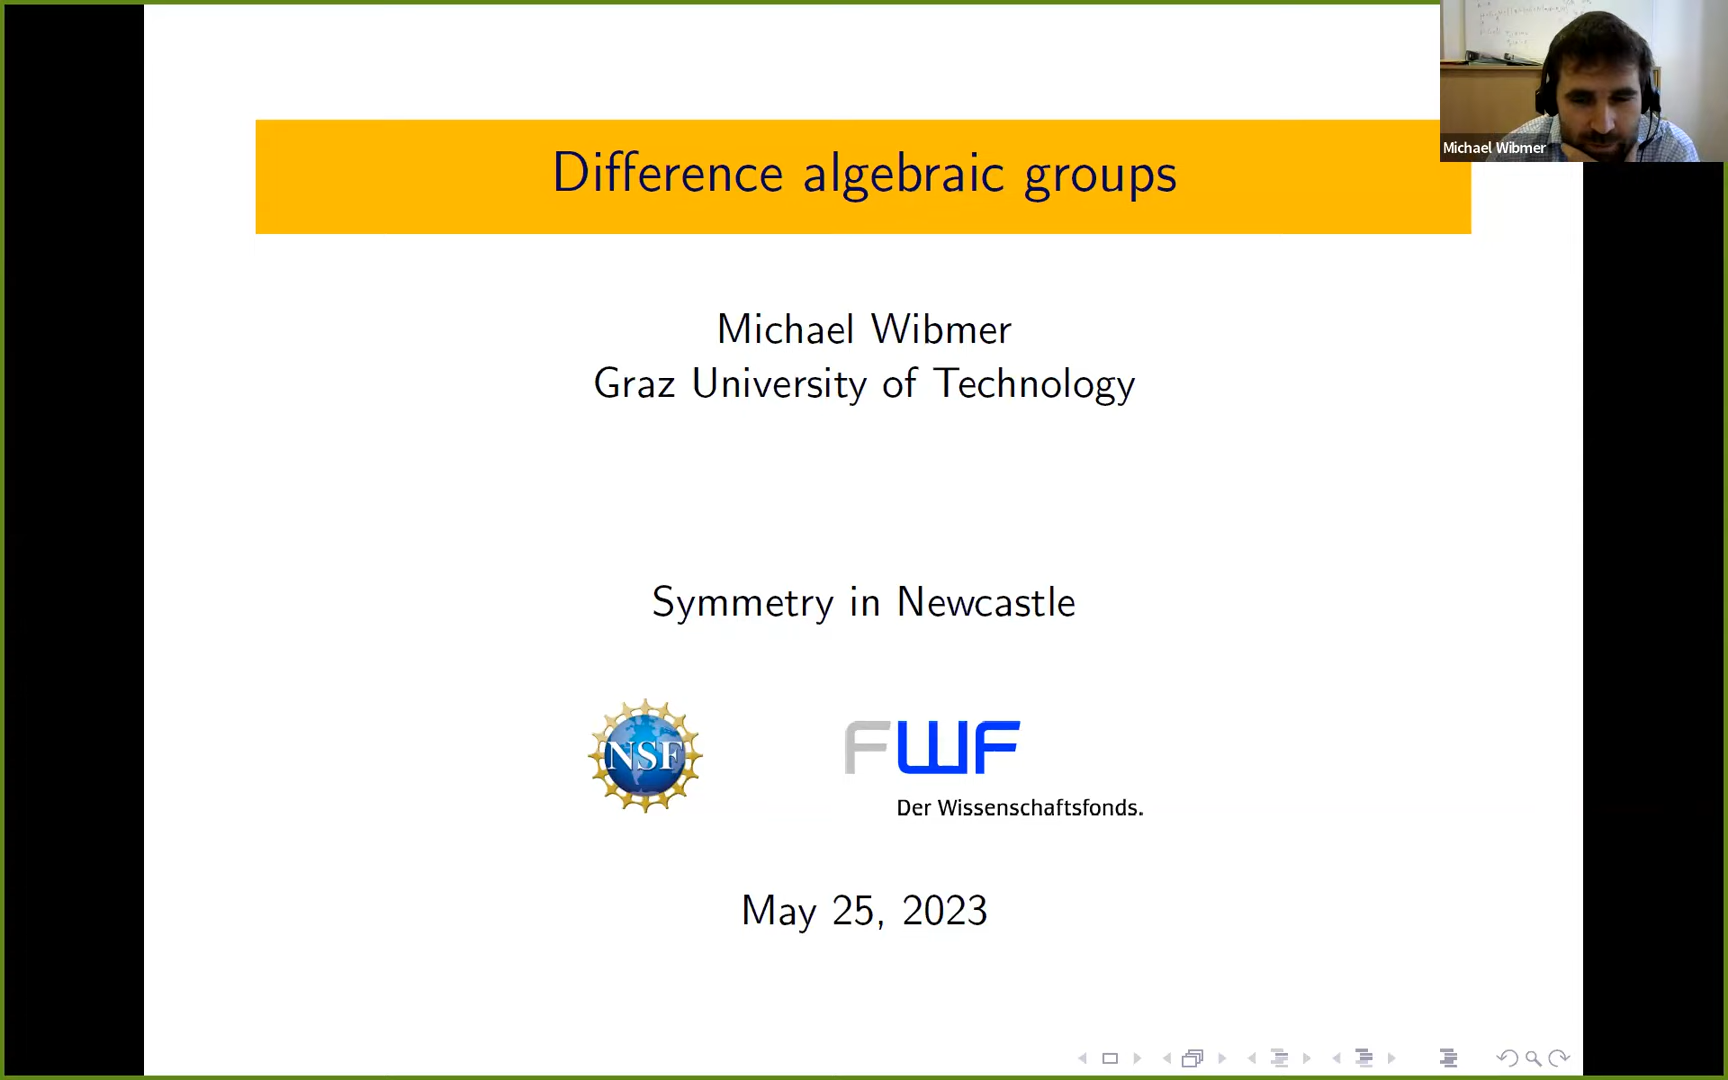 Difference algebraic groups
Michael Wibmer
Michael Wibmer
Graz University of Technology
Symmetry in Newcastle
NSF
FWF
Der Wissenschaftsfonds.
May 25, 2023